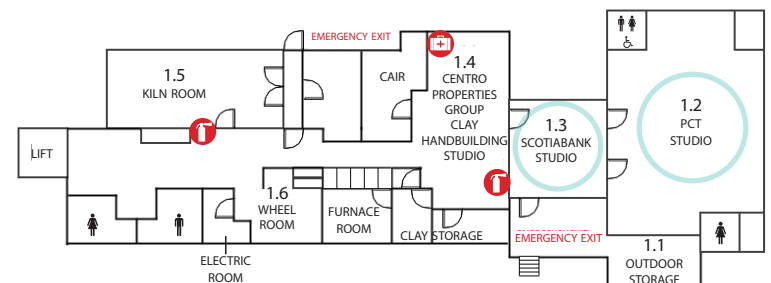 EMERGENCY EXIT
1.5
KILN ROOM
CAIR
1.4
CENTRO
PROPERTIES
GROUP
CLAY
HANDBUILDING
STUDIO
1.3
SCOTIABANK
STUDIO
1.2
PCT
STUDIO
LIFT
1.6
WHEEL
ROOM
FURNACE
ROOM
CLAY STORAGE
EMERGENCY EXIT
1.1
OUTDOOR
STORAGE
ELECTRIC
ROOM